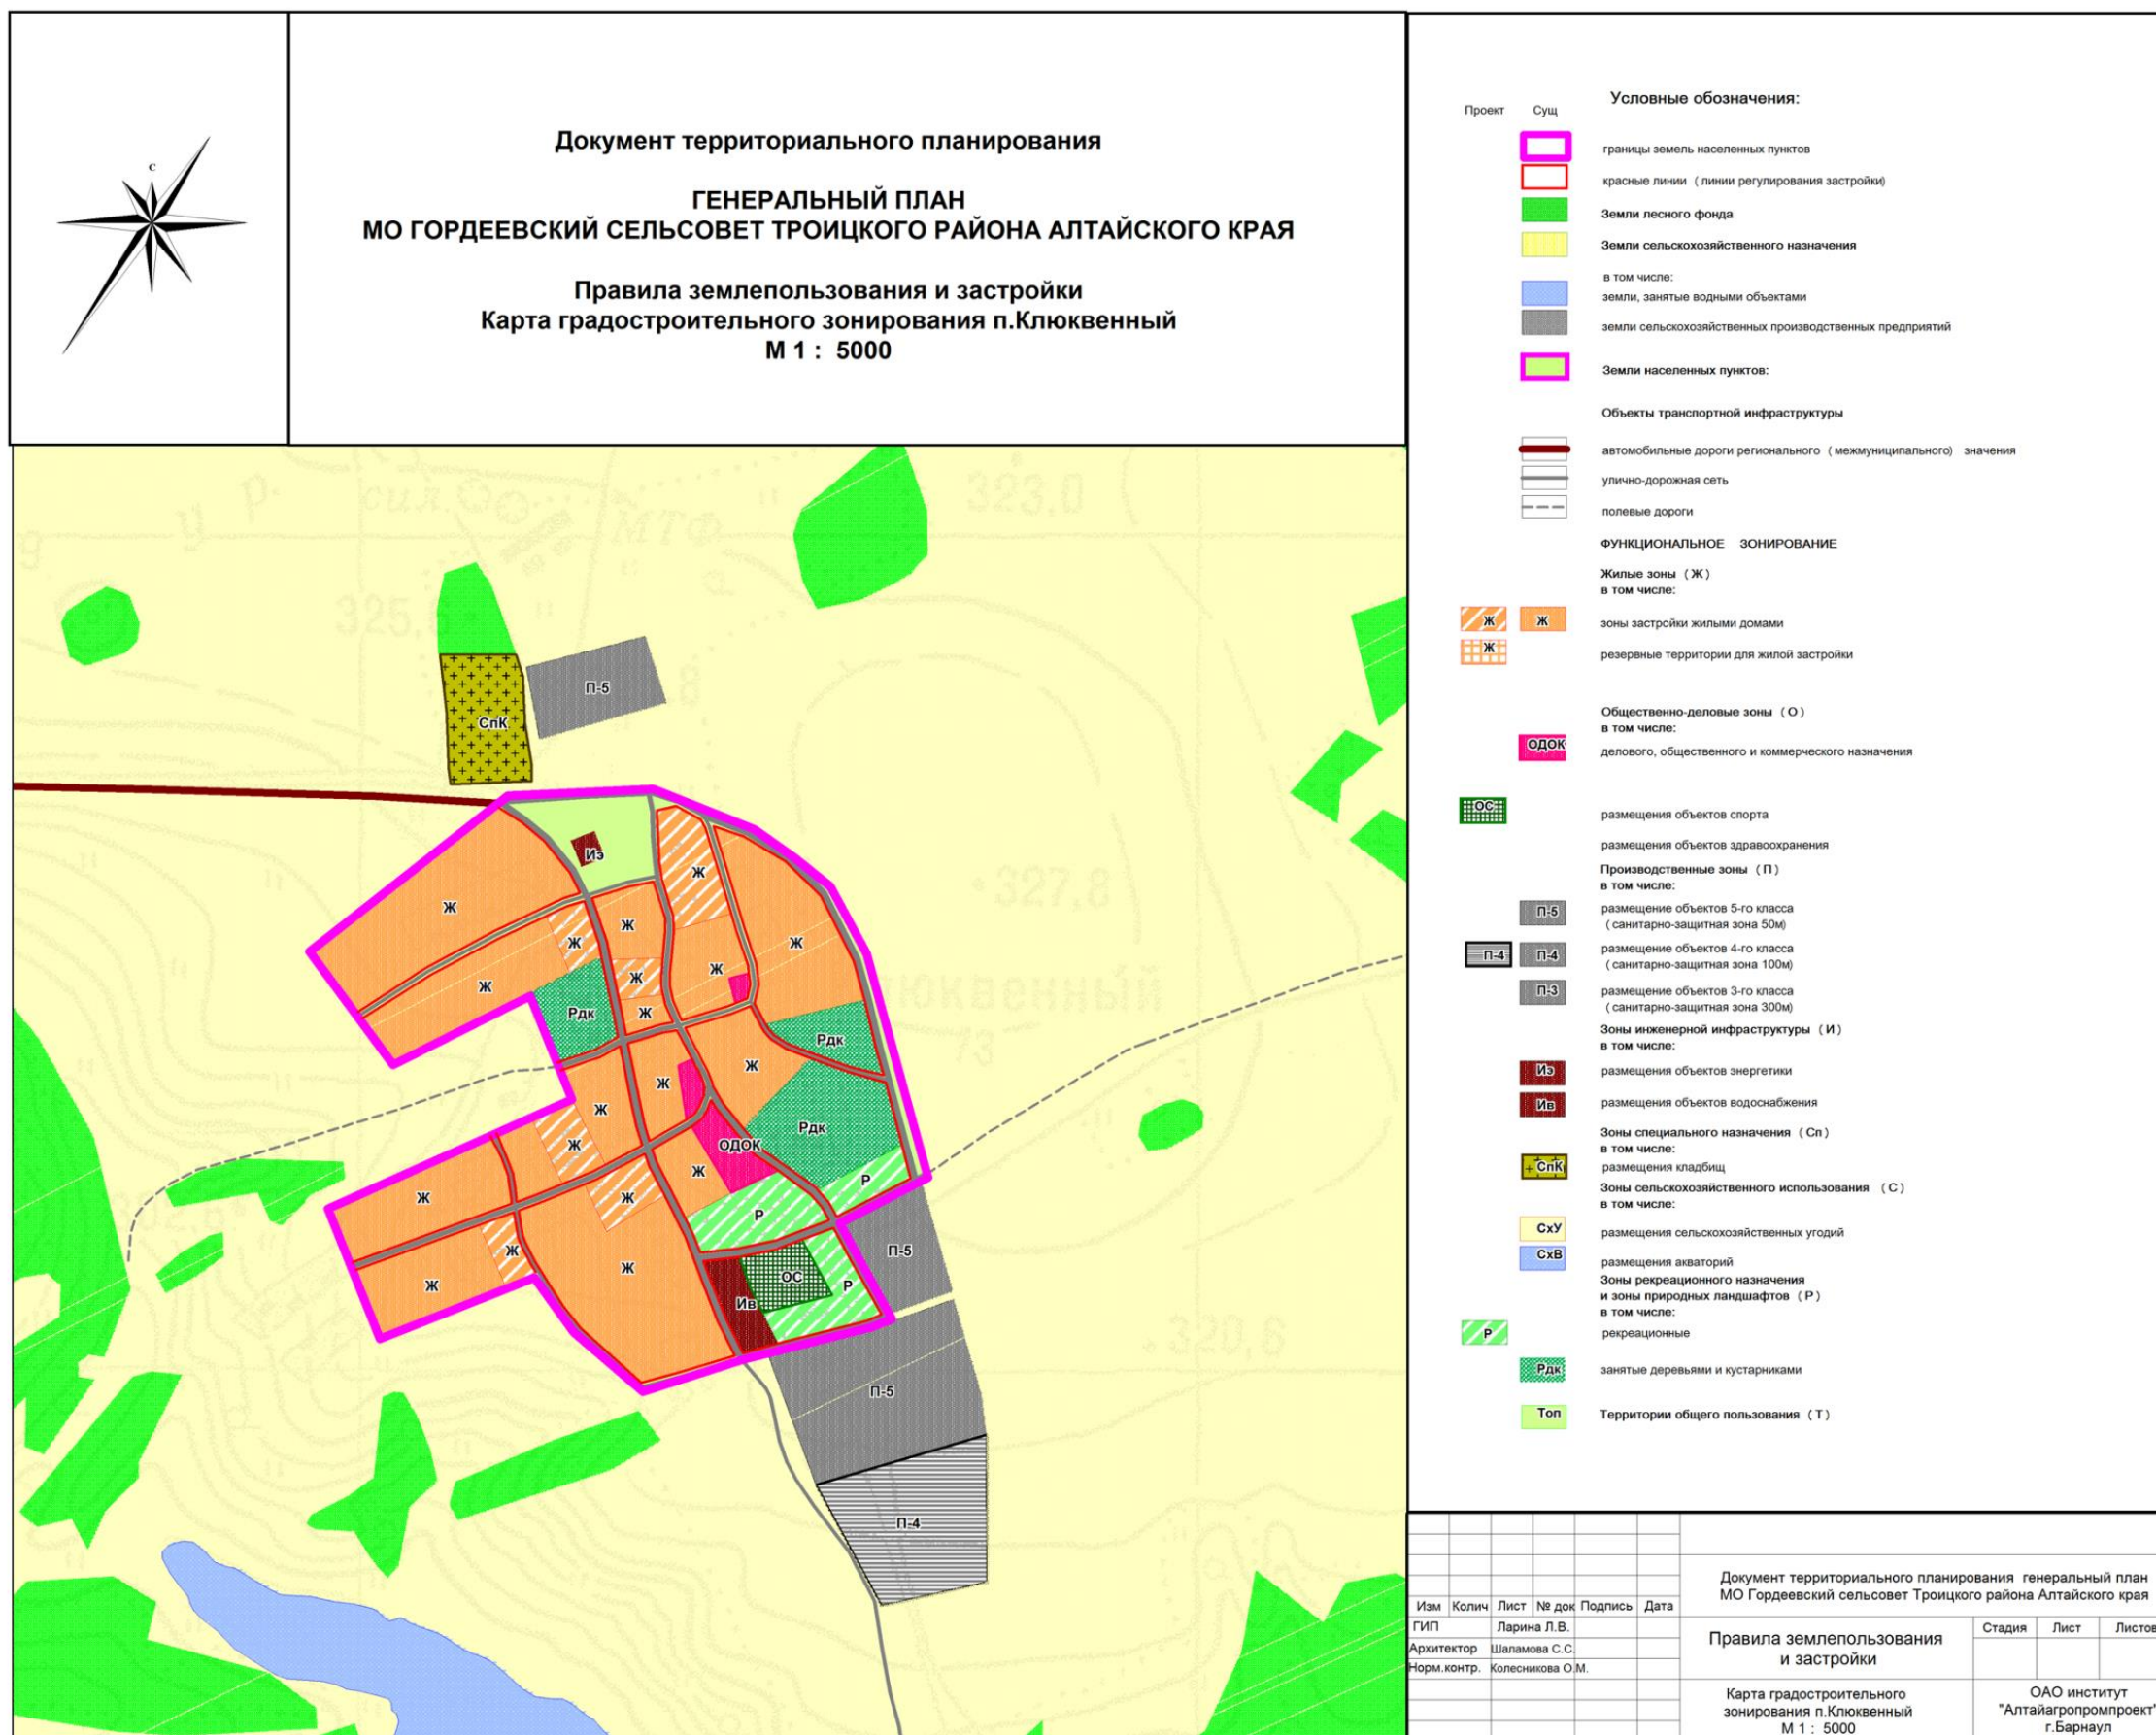 С
Документ территориального планирования
ГЕНЕРАЛЬНЫЙ ПЛАН
МО ГОРДЕЕВСКИЙ СЕЛЬСОВЕТ ТРОИЦКОГО РАЙОНА АЛТАЙСКОГО КРАЯ
Правила землепользования и застройки
Карта градостроительного зонирования п.Клюквенный
М 1 : 5000
у р.
сил.
МТФ
323,0
325,
П-5
СпК
8
Иэ
Ж
Ж
327,8
Ж
Ж
Ж
Ж
Ж
Ж
Ж
юквенный
Рдк
Ж
Рдк
13
Ж
Ж
Ж
Рдк
Ж
ОДОК
Ж
Р
Ж
Ж
Р
Ж
П-5
Ж
ОС
Ж
Р
Ив
320,6
П-5
П-4
Условные обозначения:
Проект Сущ
границы земель населенных пунктов
красные линии ( линии регулирования застройки)
Земли лесного фонда
Земли сельскохозяйственного назначения
в том числе:
земли, занятые водными объектами
земли сельскохозяйственных производственных предприятий
Земли населенных пунктов:
Объекты транспортной инфраструктуры
автомобильные дороги регионального ( межмуниципального) значения
улично-дорожная сеть
полевые дороги
ФУНКЦИОНАЛЬНОЕ ЗОНИРОВАНИЕ
Жилые зоны ( Ж )
в том числе:
Ж Ж зоны застройки жилыми домами
Ж резервные территории для жилой застройки
Общественно-деловые зоны ( О )
в том числе:
ОДОК делового, общественного и коммерческого назначения
ОС размещения объектов спорта
размещения объектов здравоохранения
Производственные зоны ( П )
в том числе:
П-5 размещение объектов 5-го класса
( санитарно-защитная зона 50м)
П-4 П-4 размещение объектов 4-го класса
( санитарно-защитная зона 100м)
П-3 размещение объектов 3-го класса
( санитарно-защитная зона 300м)
Зоны инженерной инфраструктуры ( И )
в том числе:
Иэ размещения объектов энергетики
Ив размещения объектов водоснабжения
Зоны специального назначения ( Сп )
в том числе:
СпК размещения кладбищ
Зоны сельскохозяйственного использования ( С )
в том числе:
СхУ размещения сельскохозяйственных угодий
СхВ размещения акваторий
Зоны рекреационного назначения
и зоны природных ландшафтов ( Р )
в том числе:
Р рекреационные
Рдк занятые деревьями и кустарниками
Топ Территории общего пользования ( Т )
Документ территориального планирования генеральный план
МО Гордеевский сельсовет Троицкого района Алтайского края
Изм Колич Лист № док Подпись Дата
ГИП Ларина Л.В.
Архитектор Шаламова С.С.
Норм.контр. Колесникова О.М.
Правила землепользования
и застройки
Стадия Лист Листов
Карта градостроительного
зонирования п.Клюквенный
М 1 : 5000
ОАО институт
"Алтайагропромпроект"
г.Барнаул